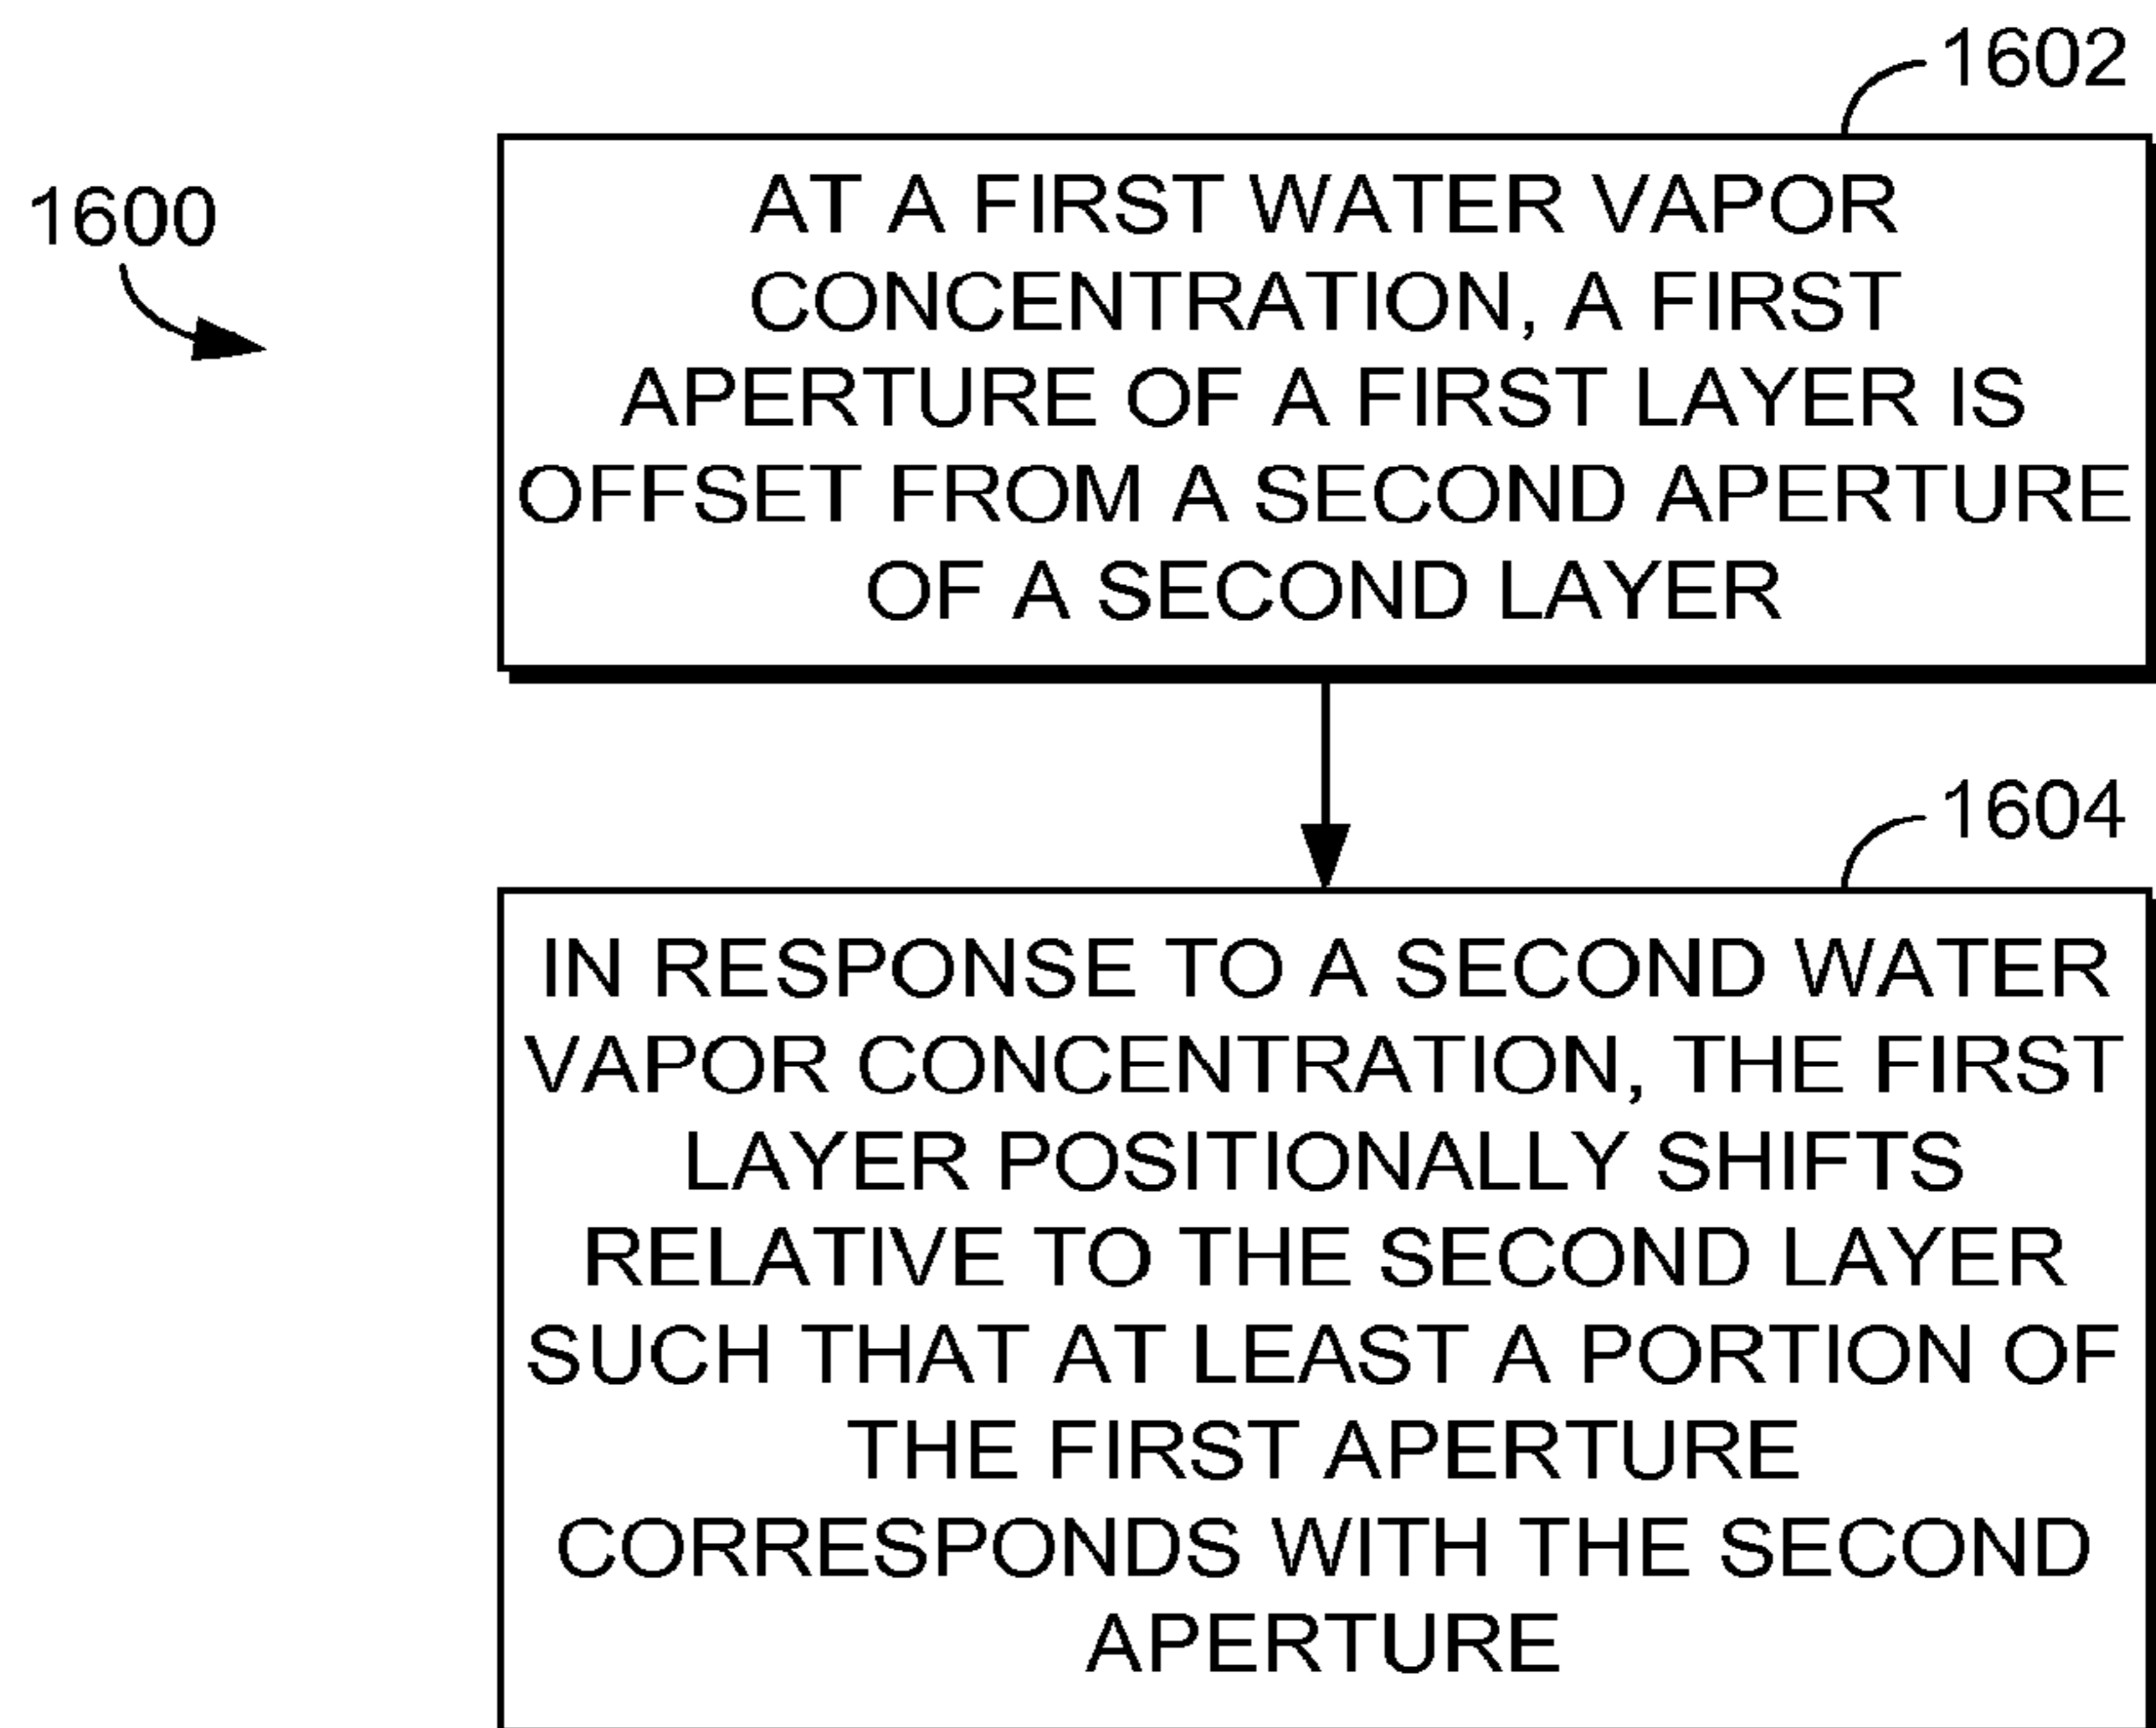 1602
1600
AT A FIRST WATER VAPOR
CONCENTRATION, A FIRST
APERTURE OF A FIRST LAYER IS
OFFSET FROM A SECOND APERTURE
OF A SECOND LAYER
1604
IN RESPONSE TO A SECOND WATER
VAPOR CONCENTRATION, THE FIRST
LAYER POSITIONALLY SHIFTS
RELATIVE TO THE SECOND LAYER
SUCH THAT AT LEAST A PORTION OF
THE FIRST APERTURE
CORRESPONDS WITH THE SECOND
APERTURE